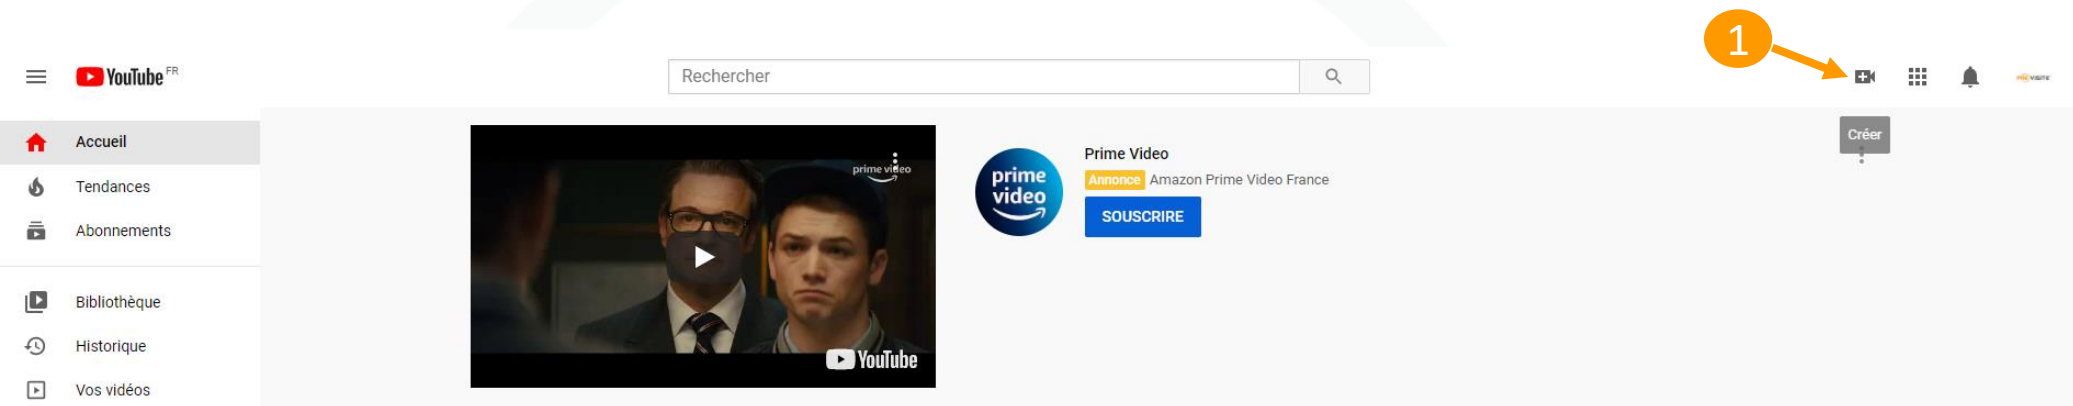 1
YouTube FR
Rechercher
Créer
Accueil
Tendances
Abonnements
Bibliothèque
Historique
Vos vidéos
prime video
YouTube
prime
video
Prime Video
Annonce Amazon Prime Video France
SOUSCRIRE